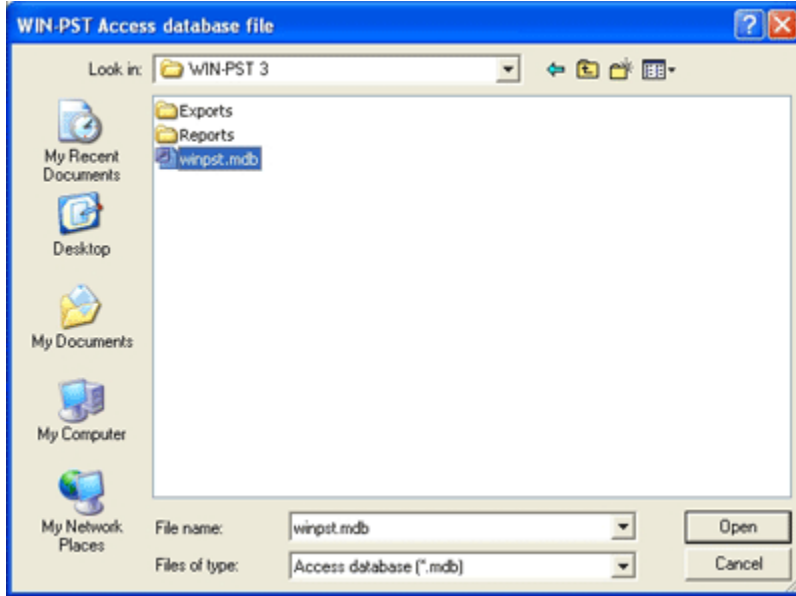 WIN-PST Access database file
Look in: WIN-PST 3
Exports
Reports
winpst.mdb
My Recent
Documents
Desktop
My Documents
My Computer
My Network
Places
File name: winpst.mdb Open
Files of type: Access database (*.mdb) Cancel